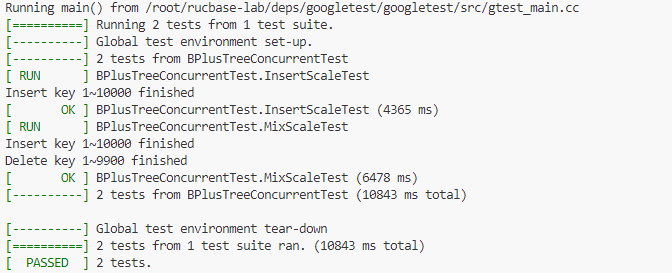 Running main() from /root/rucbase-lab/deps/googletest/googletest/src/gtest_main.cc
[==========] Running 2 tests from 1 test suite.
[----------] Global test environment set-up.
[----------] 2 tests from BPlusTreeConcurrentTest
[ RUN      ] BPlusTreeConcurrentTest.InsertScaleTest
Insert key 1~10000 finished
[       OK ] BPlusTreeConcurrentTest.InsertScaleTest (4365 ms)
[ RUN      ] BPlusTreeConcurrentTest.MixScaleTest
Insert key 1~10000 finished
Delete key 1~9900 finished
[       OK ] BPlusTreeConcurrentTest.MixScaleTest (6478 ms)
[----------] 2 tests from BPlusTreeConcurrentTest (10843 ms total)
[----------] Global test environment tear-down
[==========] 2 tests from 1 test suite ran. (10843 ms total)
[  PASSED  ] 2 tests.